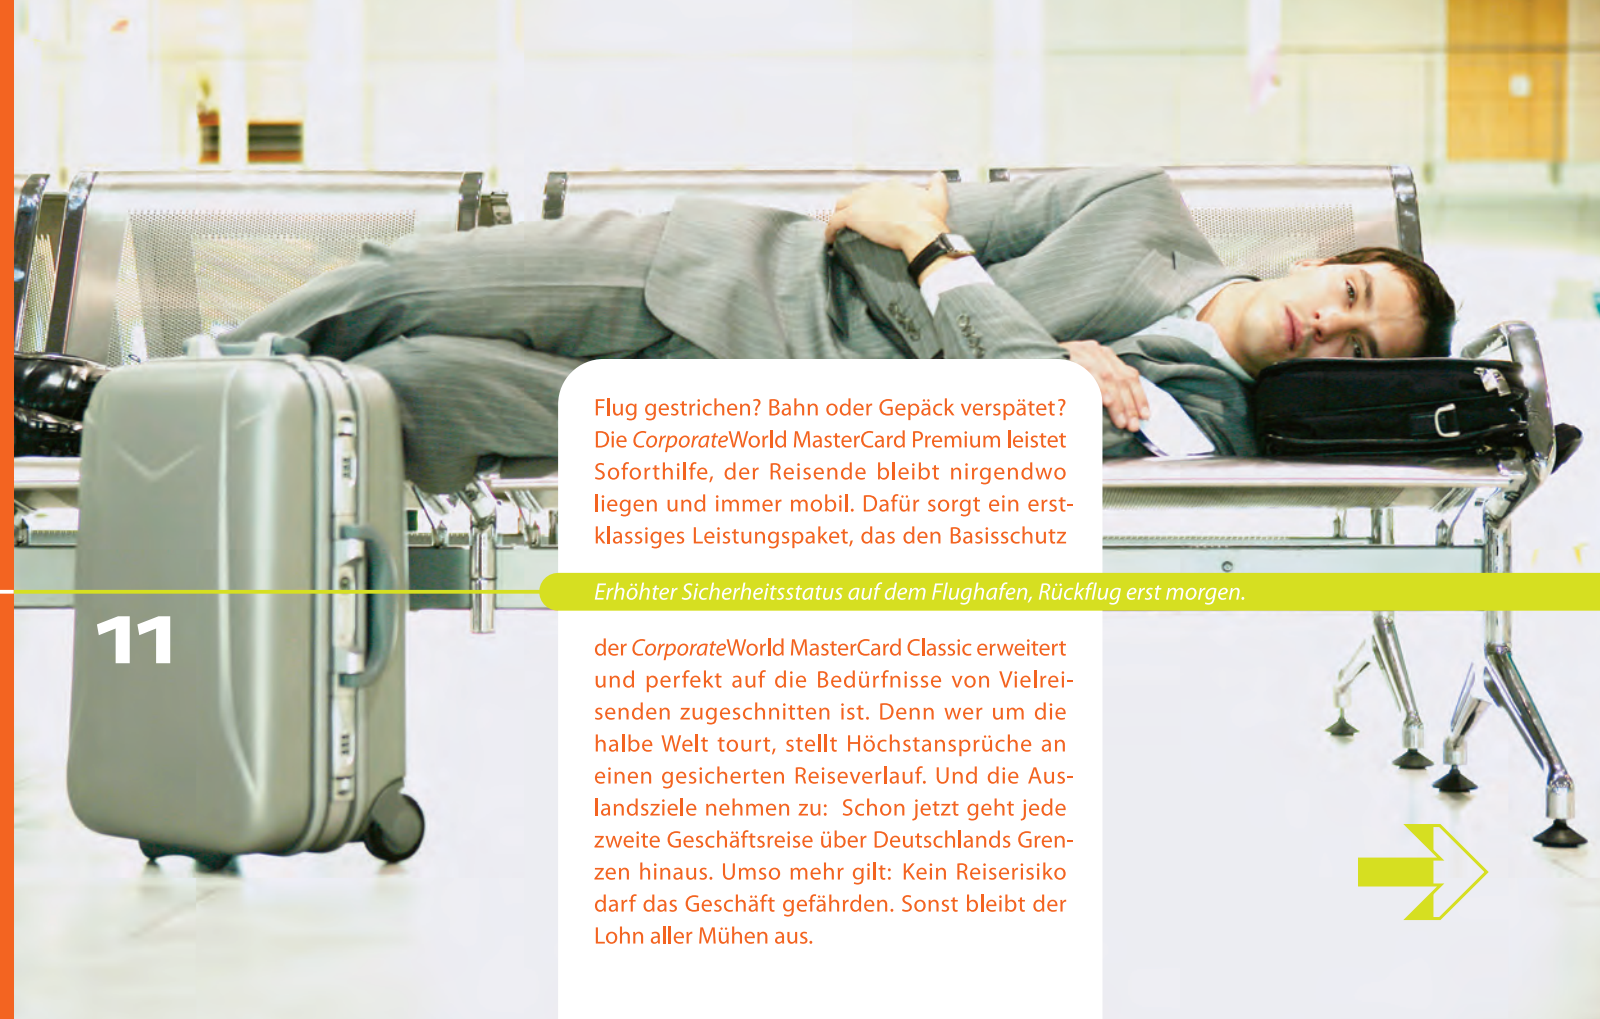 Flug gestrichen? Bahn oder Gepäck verspätet?
Die CorporateWorld MasterCard Premium leistet
Soforthilfe, der Reisende bleibt nirgendwo
liegen und immer mobil. Dafür sorgt ein erst-
klassiges Leistungspaket, das den Basisschutz
Erhöhter Sicherheitsstatus auf dem Flughafen, Rückflug erst morgen.
11
der CorporateWorld MasterCard Classic erweitert
und perfekt auf die Bedürfnisse von Vielrei-
senden zugeschnitten ist. Denn wer um die
halbe Welt tourt, stellt Höchstansprüche an
einen gesicherten Reiseverlauf. Und die Aus-
landsziele nehmen zu: Schon jetzt geht jede
zweite Geschäftsreise über Deutschlands Gren-
zen hinaus. Umso mehr gilt: Kein Reiserisiko
darf das Geschäft gefährden. Sonst bleibt der
Lohn aller Mühen aus.